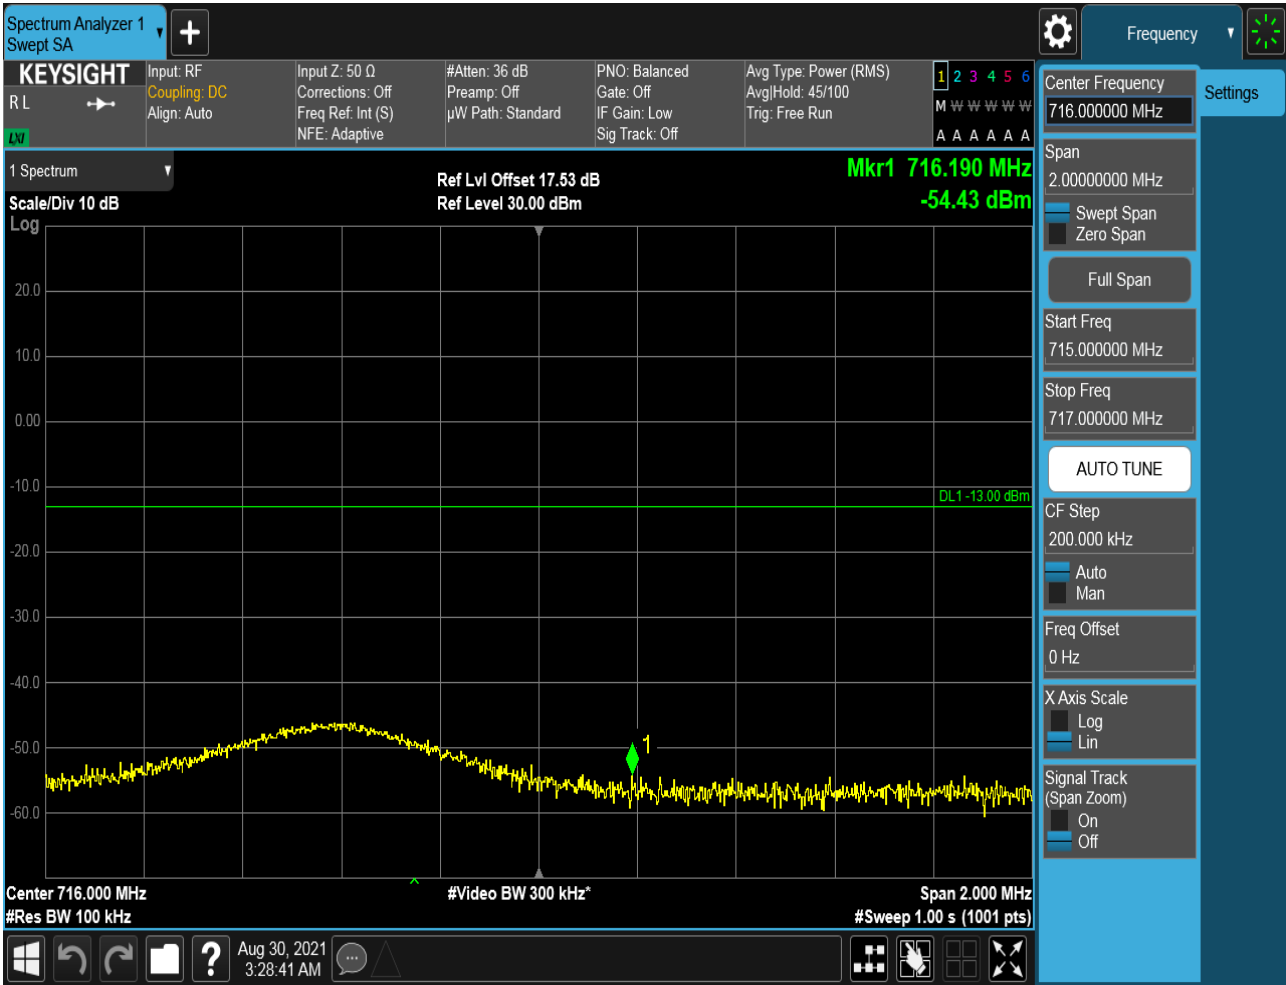 Spectrum Analyzer 1
Swept SA
Frequency
KEYSIGHT
R L
LXI
Input: RF
Coupling: DC
Align: Auto
Input Z: 50 Ω
Corrections: Off
Freq Ref: Int (S)
NFE: Adaptive
#Atten: 36 dB
Preamp: Off
µW Path: Standard
PNO: Balanced
Gate: Off
IF Gain: Low
Sig Track: Off
Avg Type: Power (RMS)
Avg|Hold: 45/100
Trig: Free Run
1 2 3 4 5 6
M W W W W W
A A A A A A
1 Spectrum
Scale/Div 10 dB
Log
Ref Lvl Offset 17.53 dB
Ref Level 30.00 dBm
Mkr1 716.190 MHz
-54.43 dBm
20.0
10.0
0.00
-10.0
DL1 -13.00 dBm
-20.0
-30.0
-40.0
-50.0
1
-60.0
Center 716.000 MHz
#Video BW 300 kHz*
Span 2.000 MHz
#Res BW 100 kHz
#Sweep 1.00 s (1001 pts)
Center Frequency
716.000000 MHz
Settings
Span
2.00000000 MHz
Swept Span
Zero Span
Full Span
Start Freq
715.000000 MHz
Stop Freq
717.000000 MHz
AUTO TUNE
CF Step
200.000 kHz
Auto
Man
Freq Offset
0 Hz
X Axis Scale
Log
Lin
Signal Track
(Span Zoom)
On
Off
?
Aug 30, 2021
3:28:41 AM